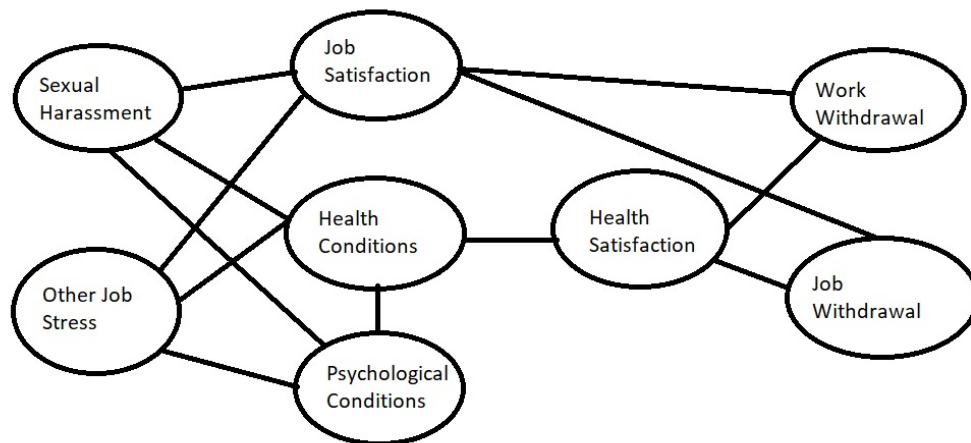 Job
Satisfaction
Sexual
Harassment
Work
Withdrawal
Health
Conditions
Health
Satisfaction
Other Job
Stress
Job
Withdrawal
Psychological
Conditions